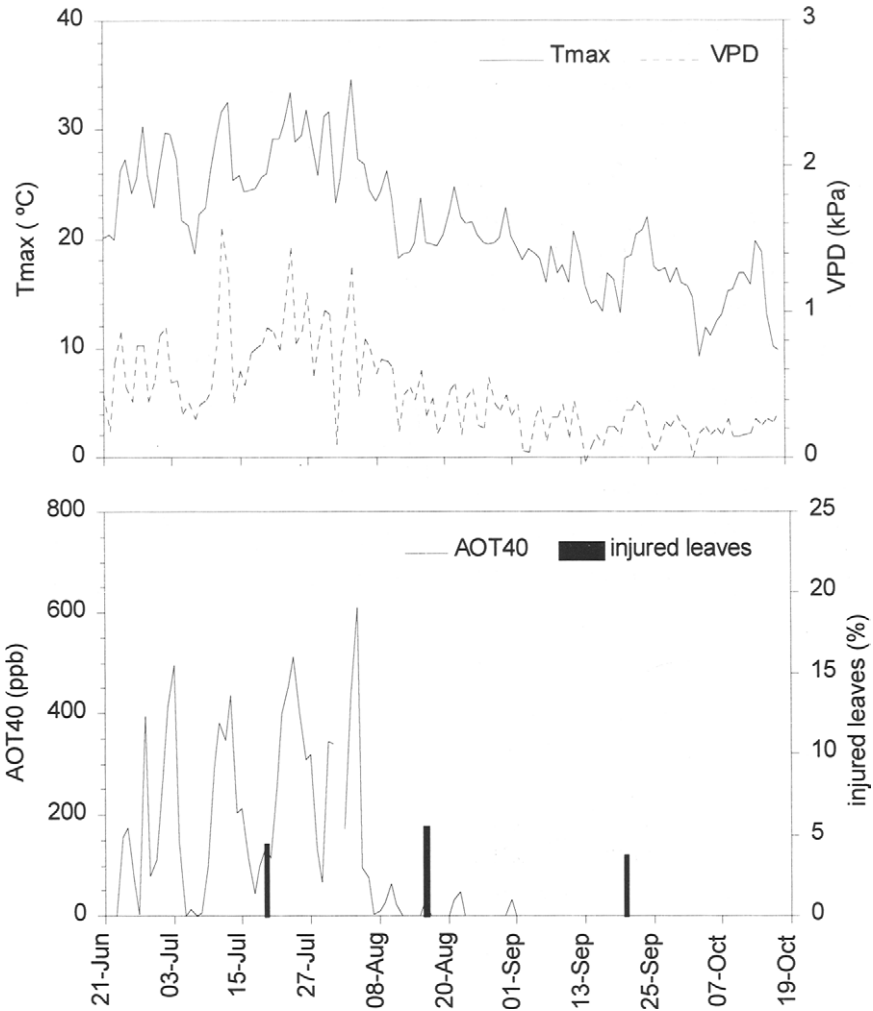 40
3
Tmax
VPD
30
20
10
0
2
1
0
Tmax ( ºC)
VPD (kPa)
800
25
AOT40
injured leaves
600
400
200
0
20
15
10
5
0
AOT40 (ppb)
injured leaves (%)
21-Jun
03-Jul
15-Jul
27-Jul
08-Aug
20-Aug
01-Sep
13-Sep
25-Sep
07-Oct
19-Oct